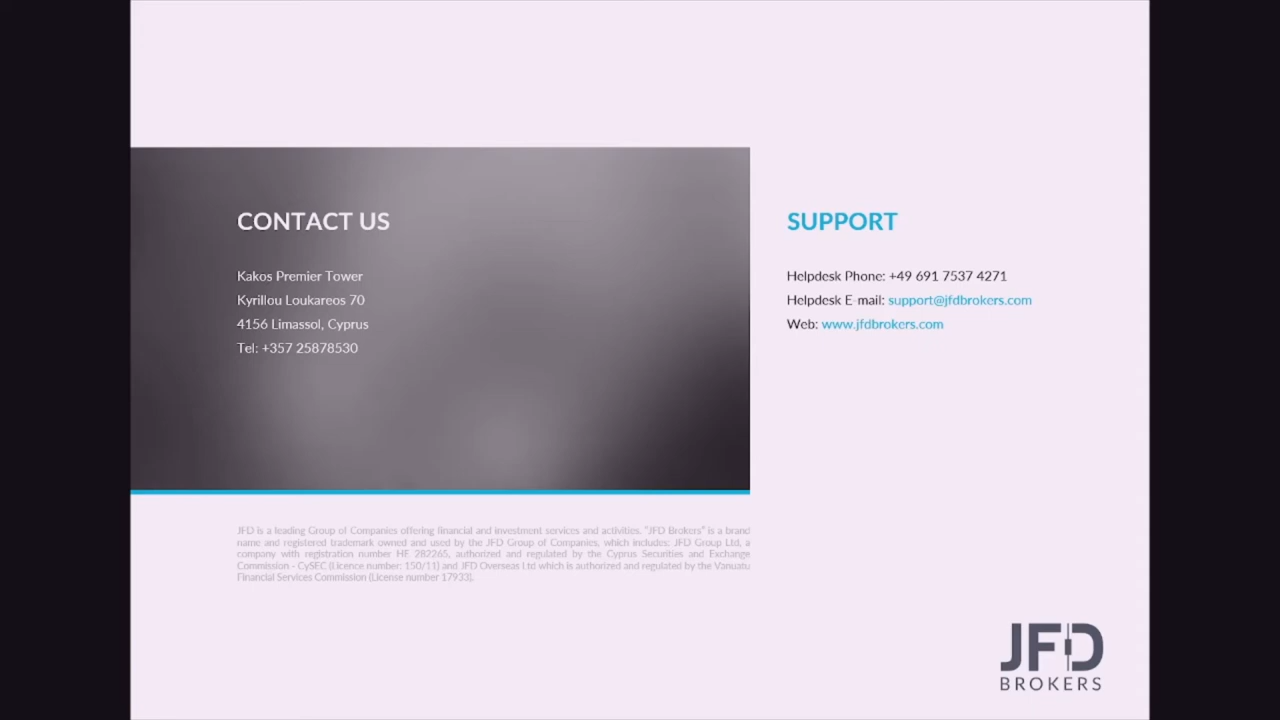 CONTACT US
Kakos Premier Tower
Kyrillou Loukareos 70
4156 Limassol, Cyprus
Tel: +357 25878530
SUPPORT
Helpdesk Phone: +49 691 7537 4271
Helpdesk E-mail: support@jfdbrokers.com
Web: www.jfdbrokers.com
JFD is a leading Group of Companies offering financial and investment services and activities. "JFD Brokers" is a brand
name and registered trademark owned and used by the JFD Group of Companies, which includes: JFD Group Ltd, a
company with registration number HE 282265, authorized and regulated by the Cyprus Securities and Exchange
Commission - CySEC (Licence number: 150/11) and JFD Overseas Ltd which is authorized and regulated by the Vanuatu
Financial Services Commission (License number 17933).
JFD
BROKERS